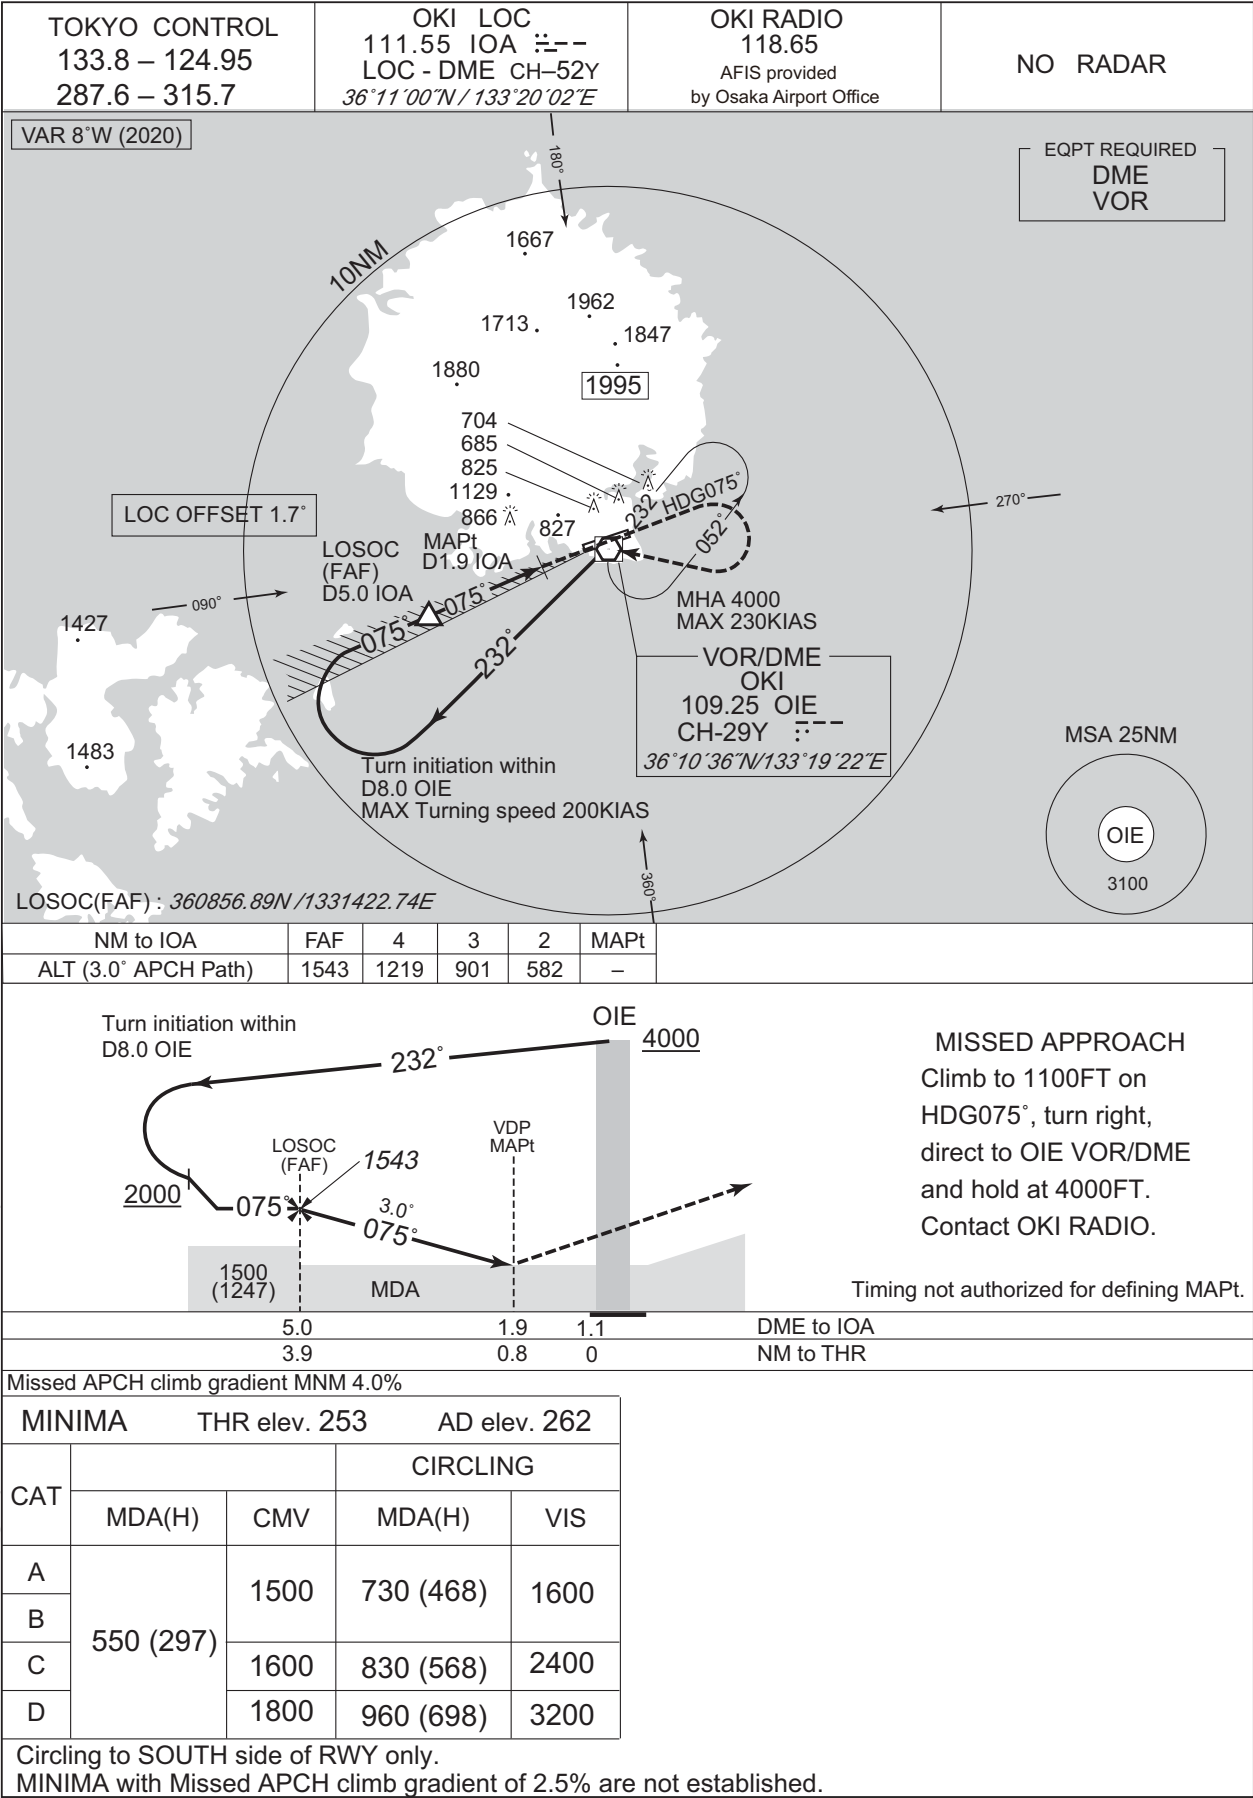 TOKYO CONTROL
133.8 – 124.95
287.6 – 315.7
OKI LOC
111.55 IOA
LOC - DME CH–52Y
36˚11´00˝N / 133˚20´02˝E
OKI RADIO
118.65
AFIS provided
by Osaka Airport Office
NO RADAR
VAR 8˚W (2020)
EQPT REQUIRED
DME
VOR
180˚
10NM
1667
1962
1713
1847
1880
1995
704
685
825
1129
866
827
232
HDG075˚
052˚
270˚
LOC OFFSET 1.7˚
LOSOC
(FAF)
D5.0 IOA
MAPt
D1.9 IOA
090˚
075˚
075˚
232˚
MHA 4000
MAX 230KIAS
1427
1483
VOR/DME
OKI
109.25 OIE
CH-29Y
36˚10´36˝N/133˚19´22˝E
Turn initiation within
D8.0 OIE
MAX Turning speed 200KIAS
360˚
MSA 25NM
OIE
3100
LOSOC(FAF) : 360856.89N /1331422.74E
NM to IOA FAF 4 3 2 MAPt
ALT (3.0˚ APCH Path) 1543 1219 901 582 –
Turn initiation within
D8.0 OIE
232˚
OIE
4000
LOSOC
(FAF)
1543
VDP
MAPt
2000
075˚
3.0˚
075˚
1500
(1247)
MDA
MISSED APPROACH
Climb to 1100FT on
HDG075˚, turn right,
direct to OIE VOR/DME
and hold at 4000FT.
Contact OKI RADIO.
Timing not authorized for defining MAPt.
5.0 1.9 1.1 DME to IOA
3.9 0.8 0 NM to THR
Missed APCH climb gradient MNM 4.0%
MINIMA THR elev. 253 AD elev. 262
CAT
CIRCLING
MDA(H) CMV MDA(H) VIS
A
B
C
D
550 (297)
1500 730 (468) 1600
1600 830 (568) 2400
1800 960 (698) 3200
Circling to SOUTH side of RWY only.
MINIMA with Missed APCH climb gradient of 2.5% are not established.